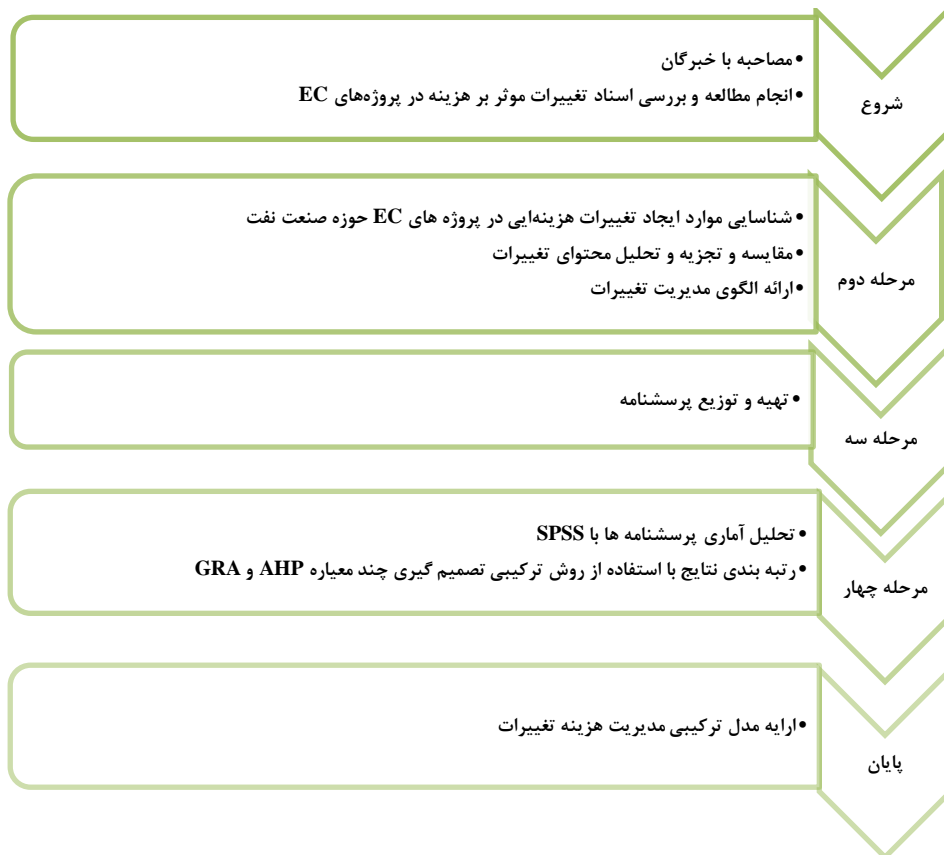 •مصاحبه با خبرگان
•انجام مطالعه و بررسی اسناد تغییرات موثر بر هزینه در پروژه‌های EC
شروع
•شناسایی موارد ایجاد تغییرات هزینه‌ایی در پروژه های EC حوزه صنعت نفت
•مقایسه و تجزیه و تحلیل محتوای تغییرات
•ارائه الگوی مدیریت تغییرات
مرحله دوم
•تهیه و توزیع پرسشنامه
مرحله سه
•تحلیل آماری پرسشنامه ها با SPSS
•رتبه بندی نتایج با استفاده از روش ترکیبی تصمیم گیری چند معیاره AHP و GRA
مرحله چهار
•ارایه مدل ترکیبی مدیریت هزینه تغییرات
پایان